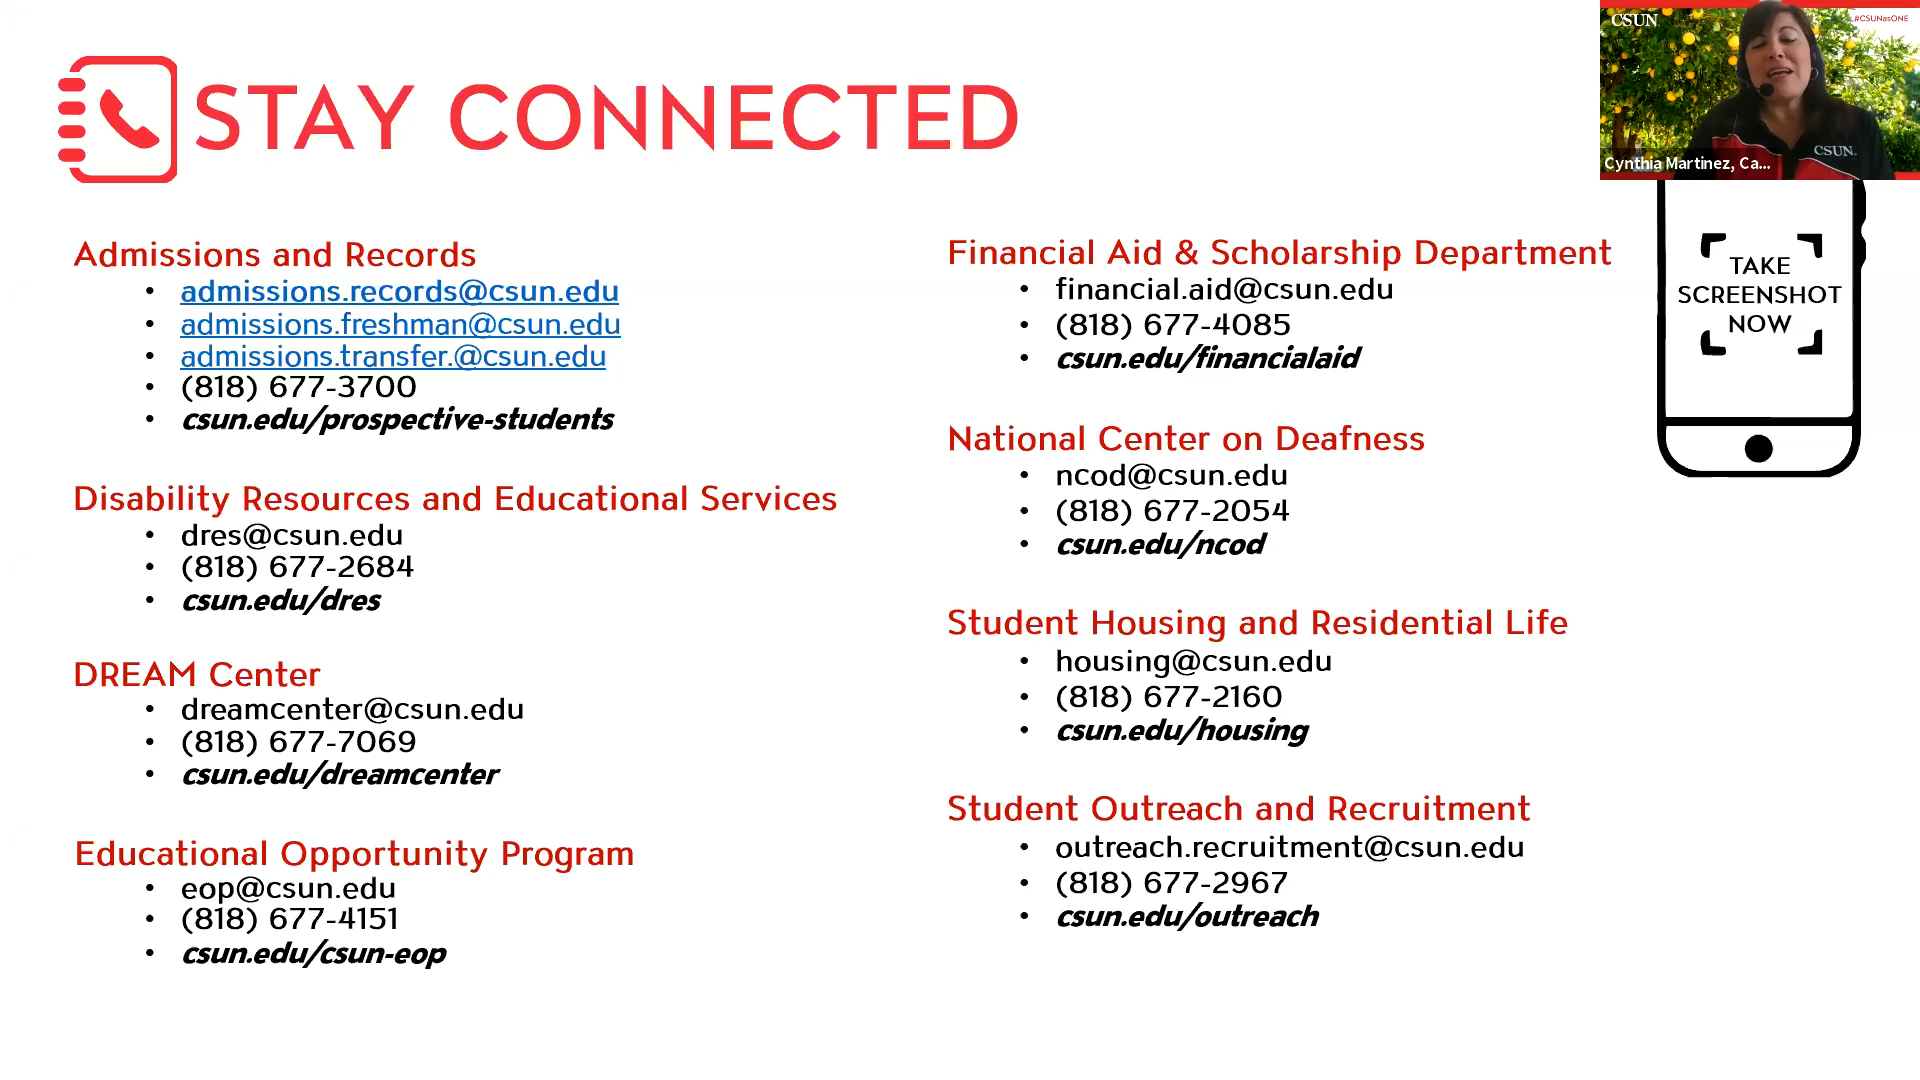 STAY CONNECTED
Admissions and Records
admissions.records@csun.edu
admissions.freshman@csun.edu
admissions.transfer.@csun.edu
(818) 677-3700
csun.edu/prospective-students
Disability Resources and Educational Services
dres@csun.edu
(818) 677-2684
csun.edu/dres
DREAM Center
dreamcenter@csun.edu
(818) 677-7069
csun.edu/dreamcenter
Educational Opportunity Program
eop@csun.edu
(818) 677-4151
csun.edu/csun-eop
Financial Aid & Scholarship Department
financial.aid@csun.edu
(818) 677-4085
csun.edu/financialaid
National Center on Deafness
ncod@csun.edu
(818) 677-2054
csun.edu/ncod
Student Housing and Residential Life
housing@csun.edu
(818) 677-2160
csun.edu/housing
Student Outreach and Recruitment
outreach.recruitment@csun.edu
(818) 677-2967
csun.edu/outreach
CSUN
#CSUNasONE
CSUN.
Cynthia Martinez, Ca...
TAKE
SCREENSHOT
NOW